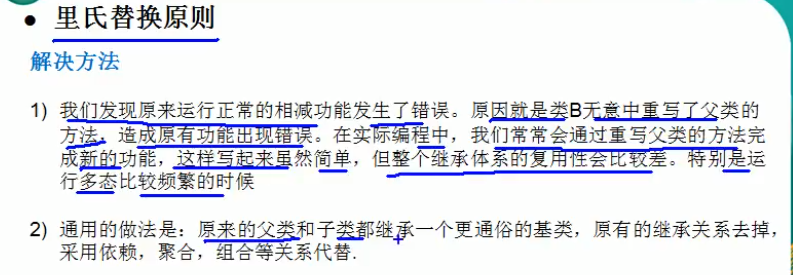 ● 里氏替换原则
解决方法
1) 我们发现原来运行正常的相减功能发生了错误。原因就是类B无意中重写了父类的
方法，造成原有功能出现错误。在实际编程中，我们常常会通过重写父类的方法完
成新的功能，这样写起来虽然简单，但整个继承体系的复用性会比较差。特别是运
行多态比较频繁的时候
2) 通用的做法是：原来的父类和子类都继承一个更通俗的基类，原有的继承关系去掉，
采用依赖，聚合，组合等关系代替.